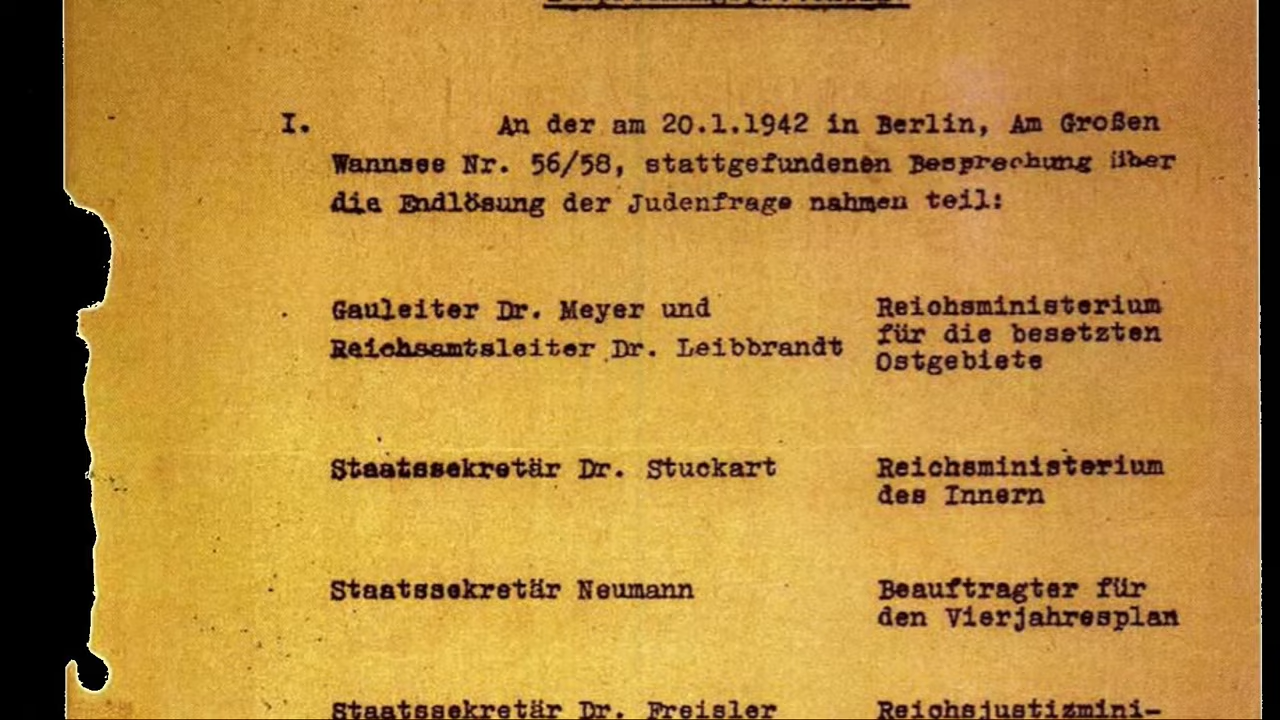 I. An der am 20.1.1942 in Berlin, Am Großen
Wannsee Nr. 56/58, stattgefundenen Besprechung über
die Endlösung der Judenfrage nahmen teil:
Gauleiter Dr. Meyer und
Reichsamtsleiter Dr. Leibbrandt
Reichsministerium
für die besetzten
Ostgebiete
Staatssekretär Dr. Stuckart
Reichsministerium
des Innern
Staatssekretär Neumann
Beauftragter für
den Vierjahresplan
Staatssekretär Dr. Freisler
Reichsjustizmini-